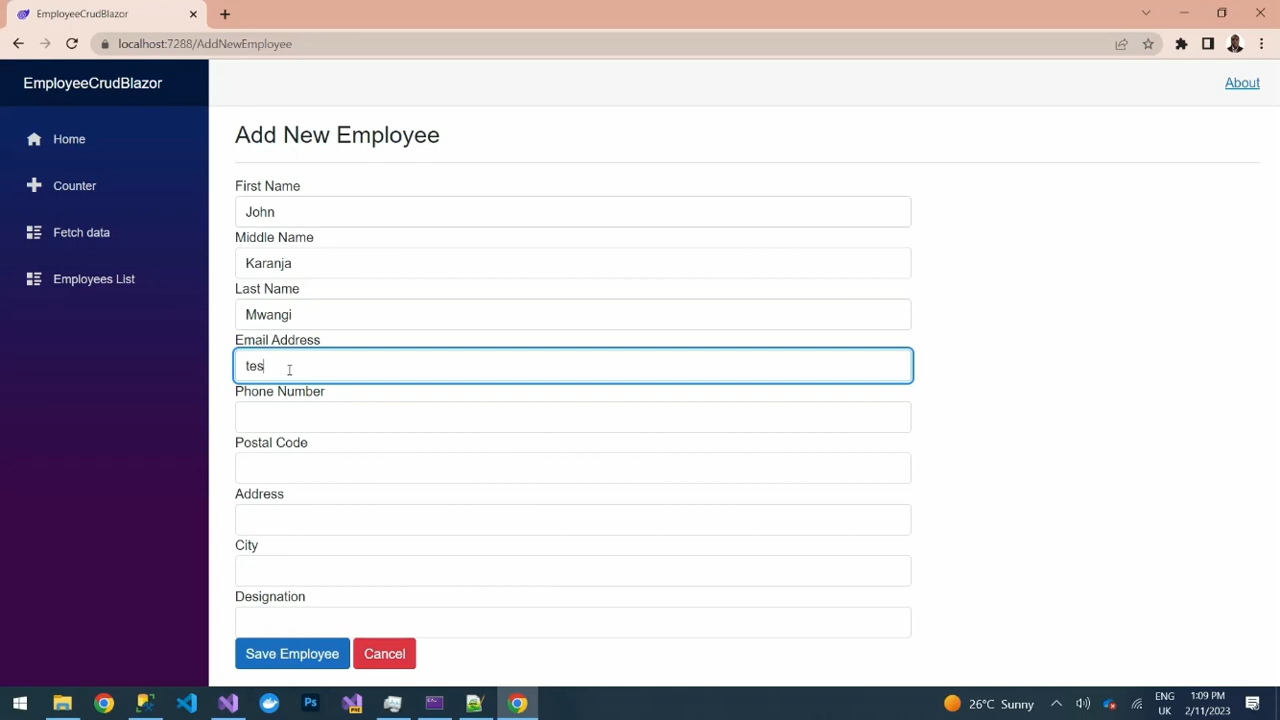 EmployeeCrudBlazor
localhost:7288/AddNewEmployee
EmployeeCrudBlazor
About
Home
Counter
Fetch data
Employees List
Add New Employee
First Name
John
Middle Name
Karanja
Last Name
Mwangi
Email Address
tes
Phone Number
Postal Code
Address
City
Designation
Save Employee Cancel
Ps
26°C Sunny
ENG
UK
1:09 PM
2/11/2023